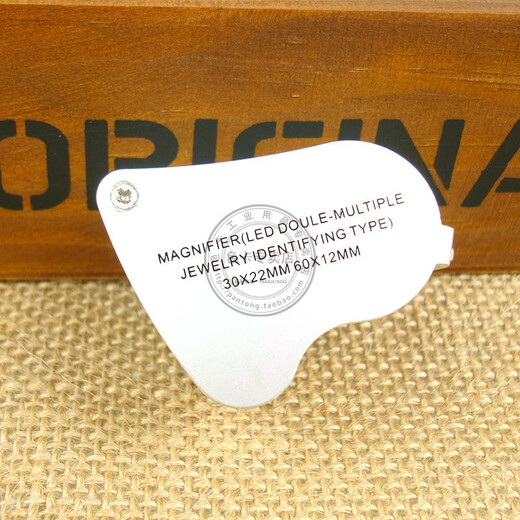 ORIGINA
MAGNIFIER(LED DOULE-MULTIPLE
JEWELRY IDENTIFYING TYPE)
30X22MM 60X12MM